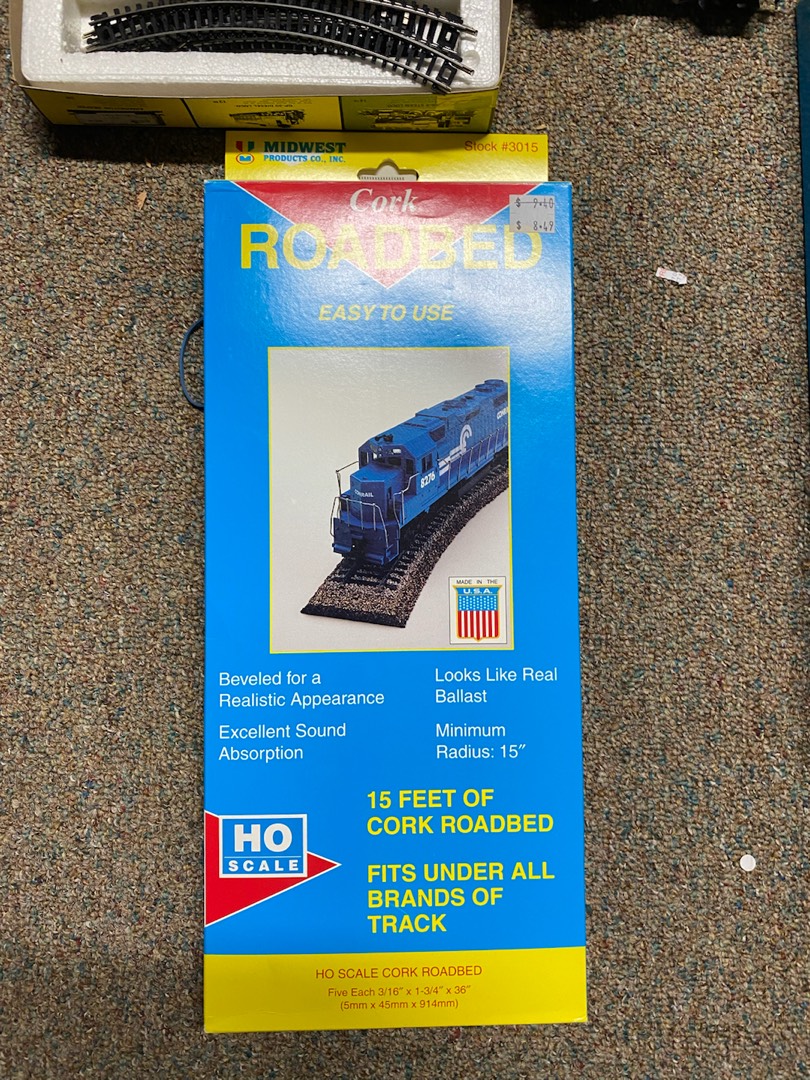 MIDWEST
PRODUCTS CO., INC.
Stock #3015
Cork
$ 9.40
$ 8.49
ROADBED
EASY TO USE
CONRAIL
8276
MADE IN THE
U.S.A.
Beveled for a
Realistic Appearance
Looks Like Real
Ballast
Excellent Sound
Absorption
Minimum
Radius: 15″
15 FEET OF
CORK ROADBED
HO
SCALE
FITS UNDER ALL
BRANDS OF
TRACK
HO SCALE CORK ROADBED
Five Each 3/16″ x 1-3/4″ x 36″
(5mm x 45mm x 914mm)